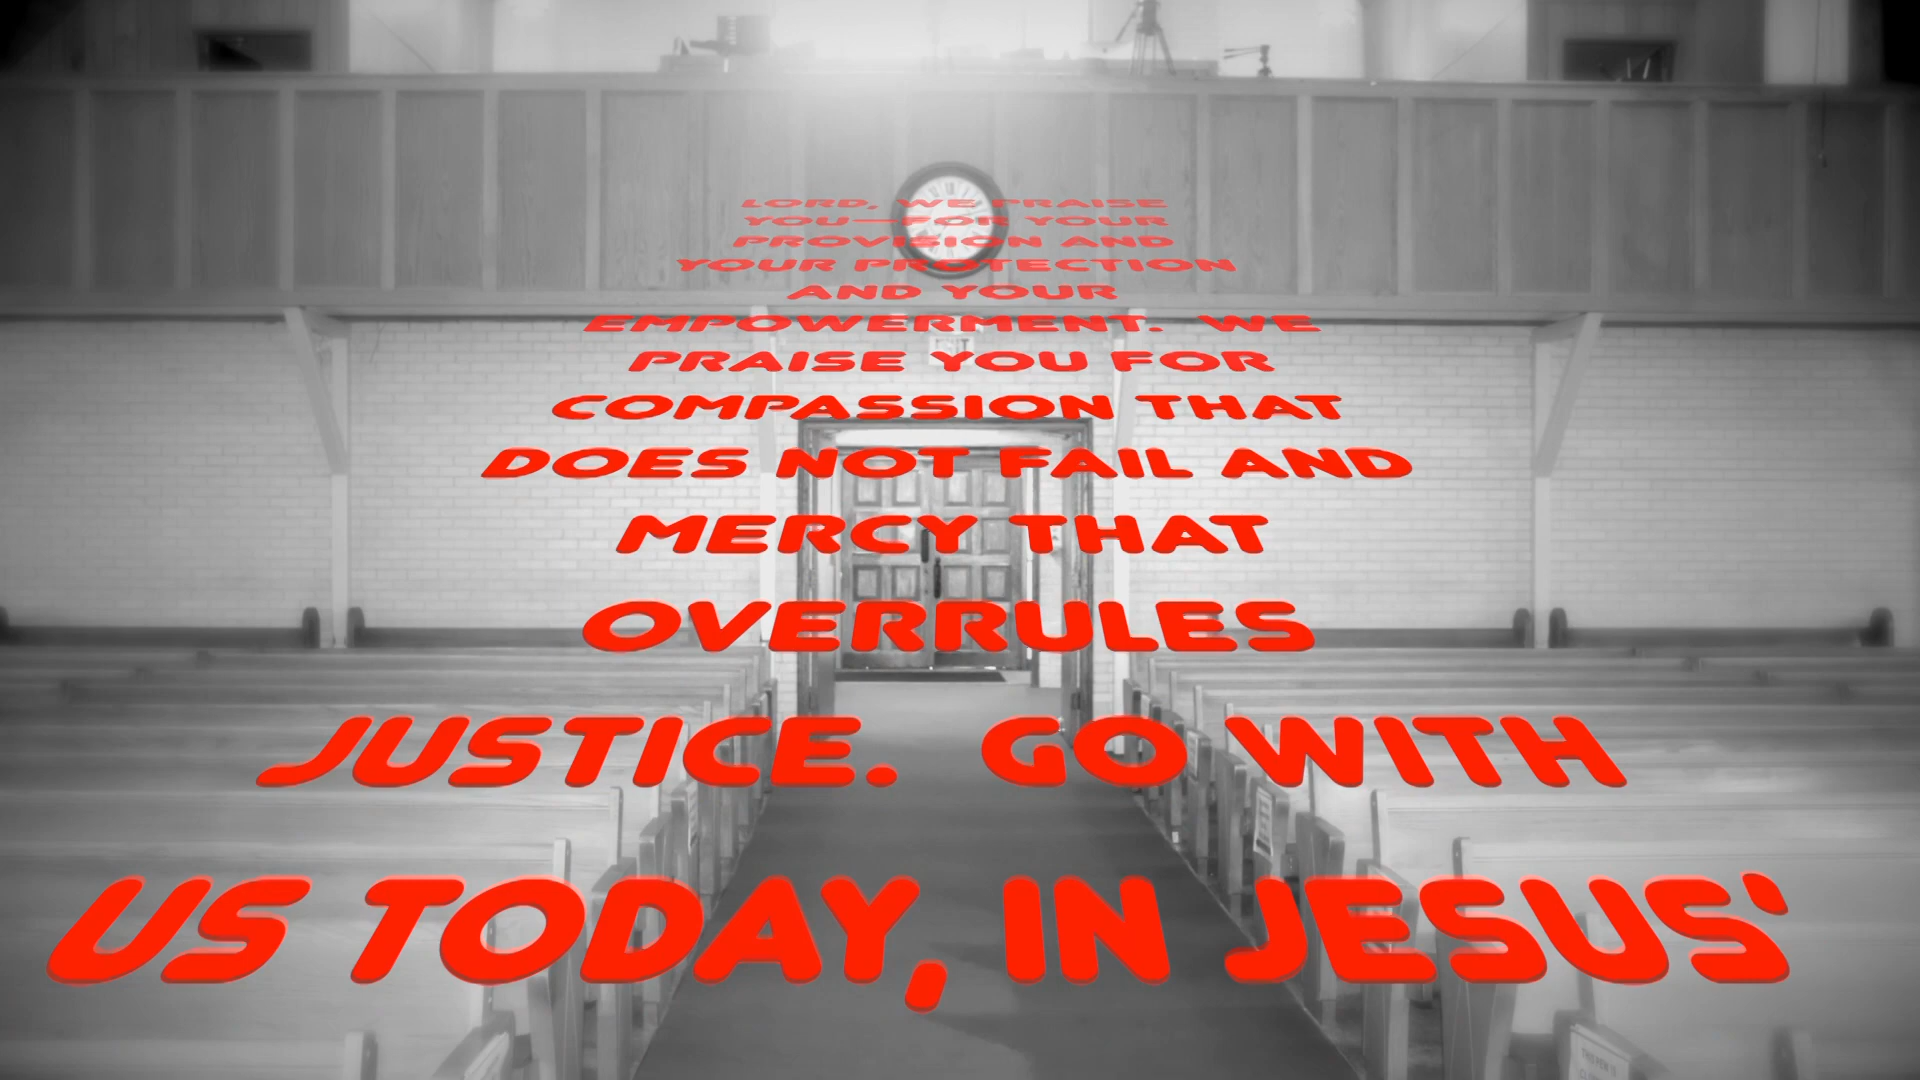 LORD, WE PRAISE
YOU—FOR YOUR
PROVISION AND
YOUR PROTECTION
AND YOUR
EMPOWERMENT. WE
PRAISE YOU FOR
COMPASSION THAT
DOES NOT FAIL AND
MERCY THAT
OVERRULES
JUSTICE. GO WITH
US TODAY, IN JESUS'